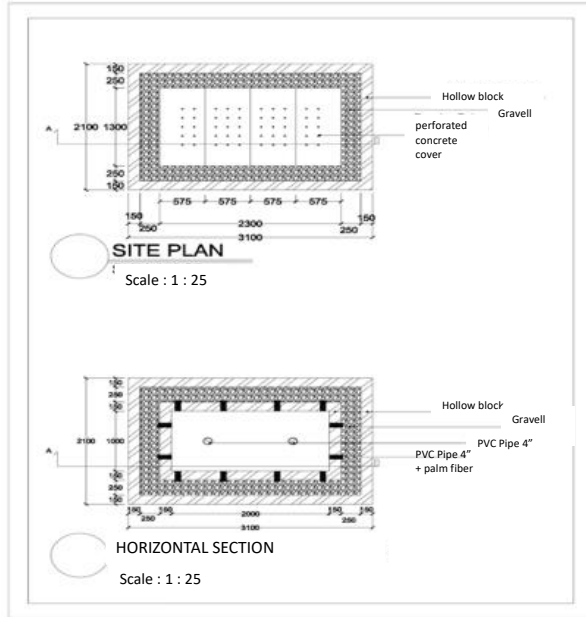 150
250
2100
1300
250
150
A
Hollow block
Gravell
perforated
concrete
cover
575
575
575
575
150
2300
150
250
250
3100
SITE PLAN
Scale : 1 : 25
150
250
150
2100
1000
A
150
250
150
Hollow block
Gravell
PVC Pipe 4”
PVC Pipe 4”
+ palm fiber
150
150
2000
150
150
250
250
3100
HORIZONTAL SECTION
Scale : 1 : 25